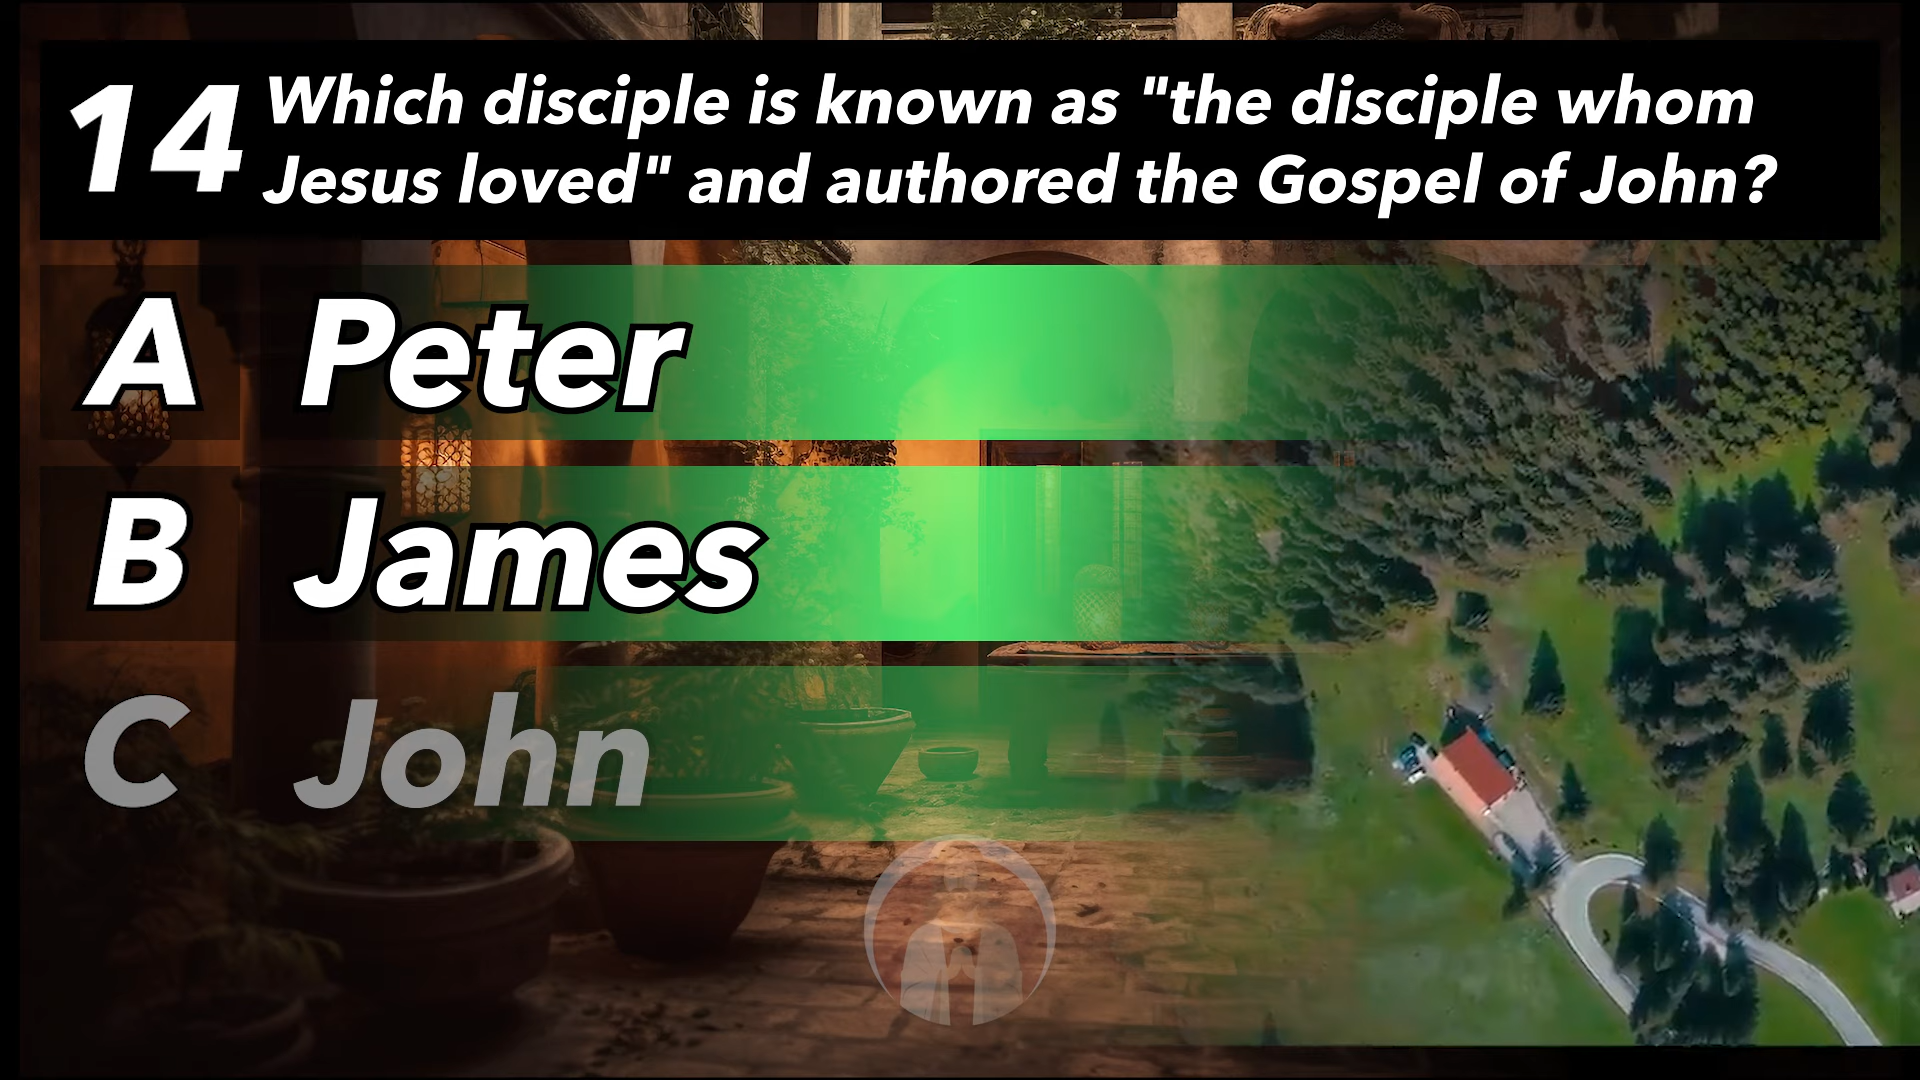 14
Which disciple is known as "the disciple whom
Jesus loved" and authored the Gospel of John?
A Peter
B James
C John